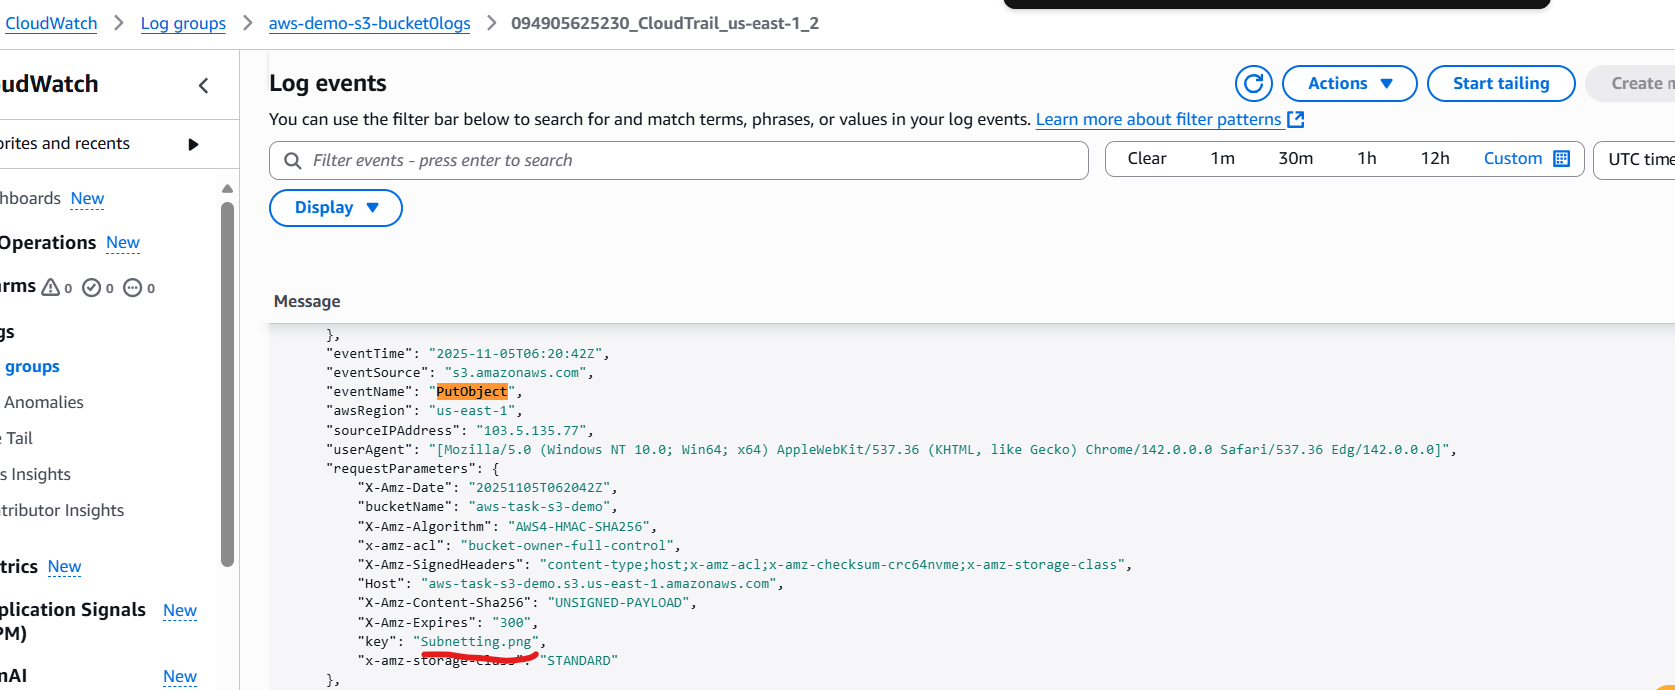 CloudWatch > Log groups > aws-demo-s3-bucket0logs > 094905625230_CloudTrail_us-east-1_2
oudWatch
orites and recents
hboards New
Operations New
rms 0 0 0
gs
groups
Anomalies
Tail
s Insights
tributor Insights
trics New
plication Signals New
PM)
nAI New
Log events
Actions ▼
Start tailing
Create
You can use the filter bar below to search for and match terms, phrases, or values in your log events. Learn more about filter patterns
Filter events - press enter to search
Clear 1m 30m 1h 12h Custom
UTC time
Display ▼
Message
},
"eventTime": "2025-11-05T06:20:42Z",
"eventSource": "s3.amazonaws.com",
"eventName": "PutObject",
"awsRegion": "us-east-1",
"sourceIPAddress": "103.5.135.77",
"userAgent": "[Mozilla/5.0 (Windows NT 10.0; Win64; x64) AppleWebKit/537.36 (KHTML, like Gecko) Chrome/142.0.0.0 Safari/537.36 Edg/142.0.0.0]",
"requestParameters": {
"X-Amz-Date": "20251105T062042Z",
"bucketName": "aws-task-s3-demo",
"X-Amz-Algorithm": "AWS4-HMAC-SHA256",
"x-amz-acl": "bucket-owner-full-control",
"X-Amz-SignedHeaders": "content-type;host;x-amz-acl;x-amz-checksum-crc64nvme;x-amz-storage-class",
"Host": "aws-task-s3-demo.s3.us-east-1.amazonaws.com",
"X-Amz-Content-Sha256": "UNSIGNED-PAYLOAD",
"X-Amz-Expires": "300",
"key": "Subnetting.png",
"x-amz-storage-class": "STANDARD"
},